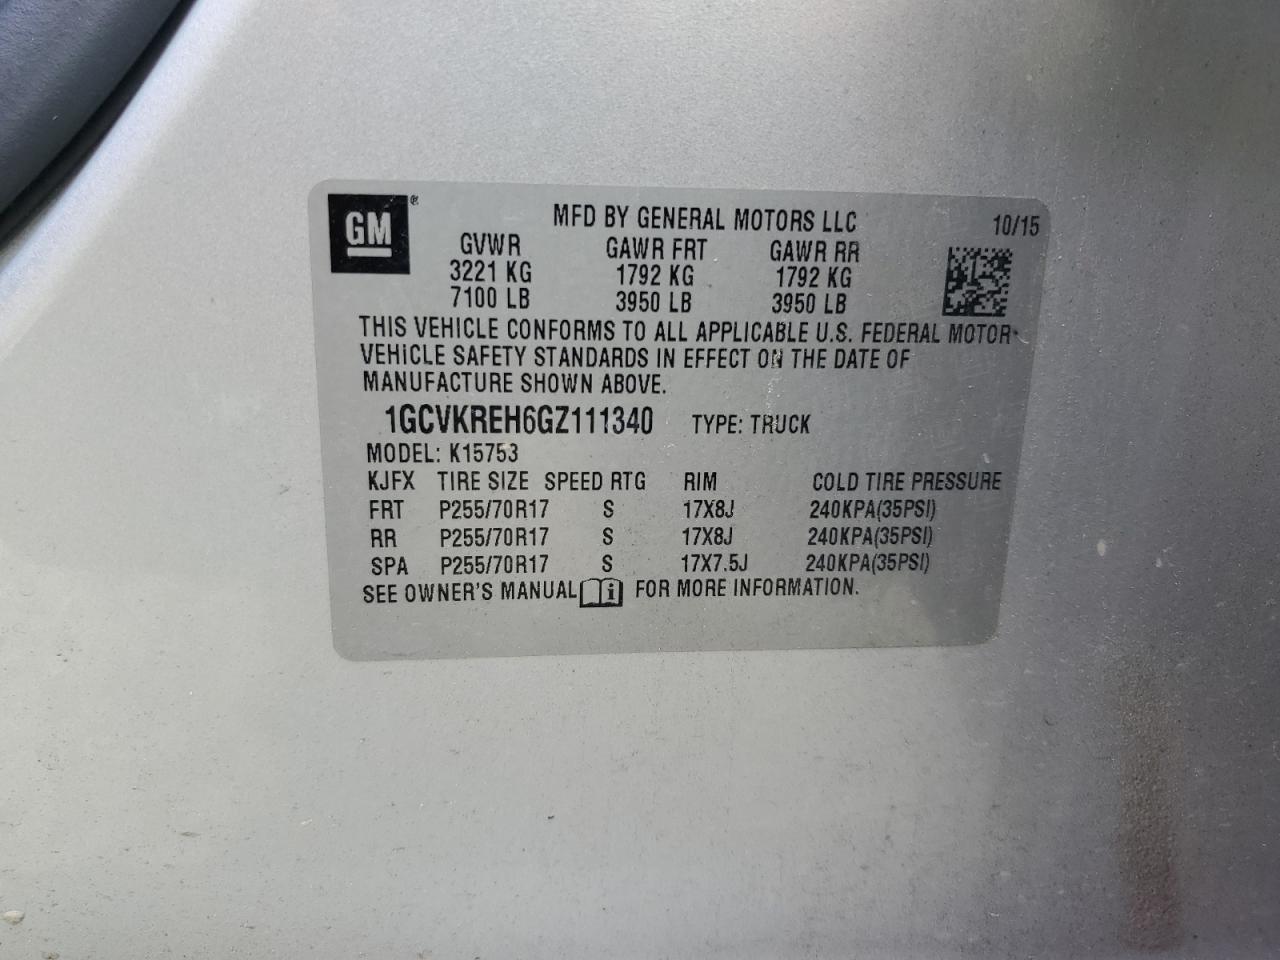 GM®
MFD BY GENERAL MOTORS LLC 10/15
GVWR GAWR FRT GAWR RR
3221 KG 1792 KG 1792 KG
7100 LB 3950 LB 3950 LB
THIS VEHICLE CONFORMS TO ALL APPLICABLE U.S. FEDERAL MOTOR
VEHICLE SAFETY STANDARDS IN EFFECT ON THE DATE OF
MANUFACTURE SHOWN ABOVE.
1GCVKREH6GZ111340 TYPE: TRUCK
MODEL: K15753
KJFX TIRE SIZE SPEED RTG RIM COLD TIRE PRESSURE
FRT P255/70R17 S 17X8J 240KPA(35PSI)
RR P255/70R17 S 17X8J 240KPA(35PSI)
SPA P255/70R17 S 17X7.5J 240KPA(35PSI)
SEE OWNER'S MANUAL i FOR MORE INFORMATION.